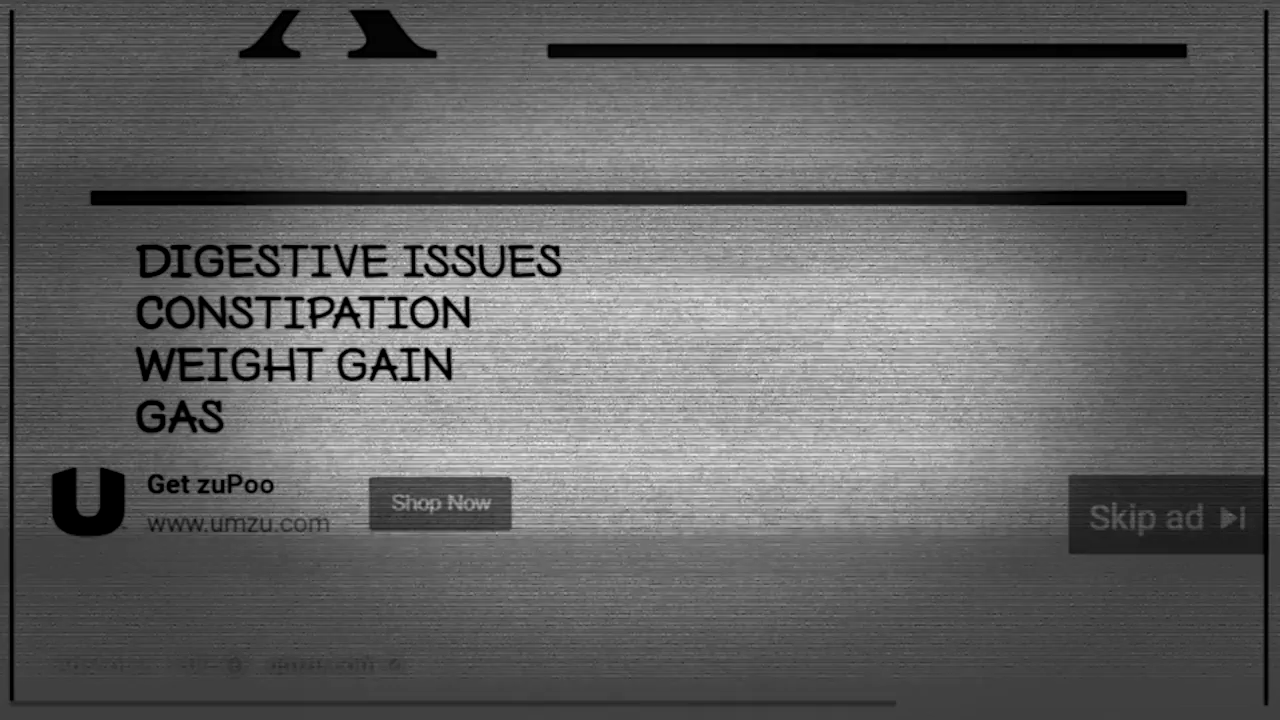 DIGESTIVE ISSUES
CONSTIPATION
WEIGHT GAIN
GAS
Get zuPoo
www.umzu.com
Shop Now
Skip ad